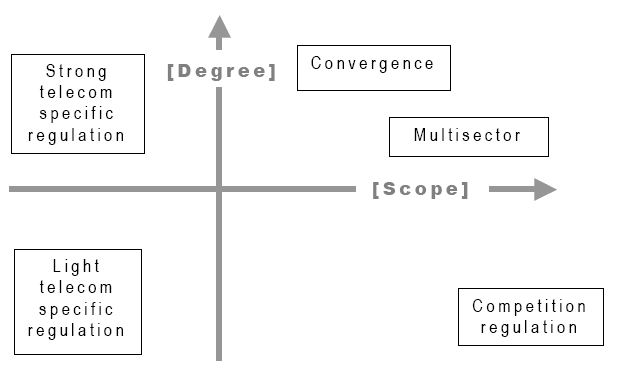 Strong
telecom
specific
regulation
[Degree]
Convergence
Multisector
[Scope]
Light
telecom
specific
regulation
Competition
regulation